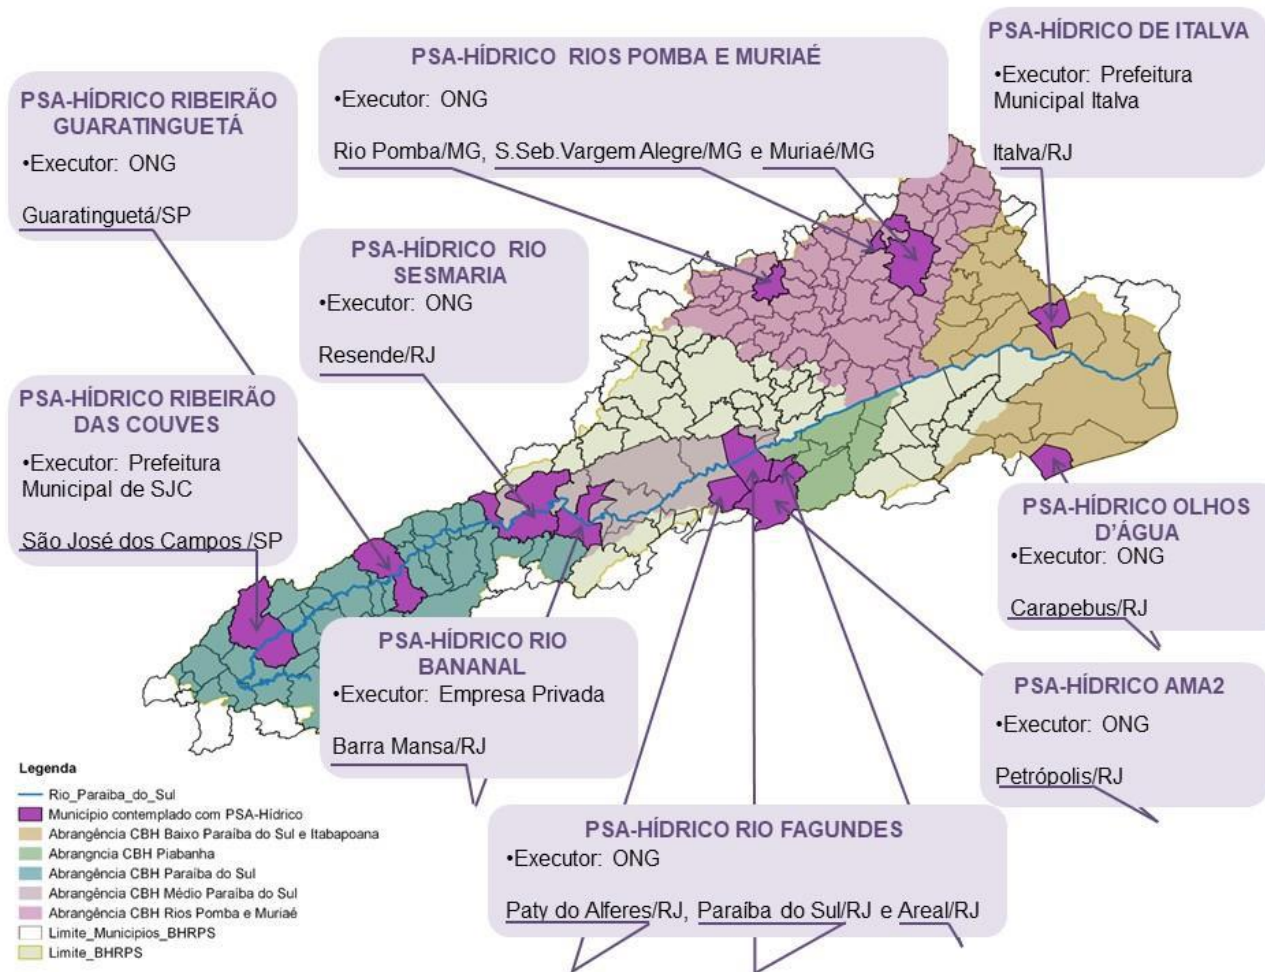 PSA-HÍDRICO RIBEIRÃO
GUARATINGUETÁ
•Executor: ONG
Guaratinguetá/SP
PSA-HÍDRICO RIOS POMBA E MURIAÉ
•Executor: ONG
Rio Pomba/MG, S.Seb.Vargem Alegre/MG e Muriaé/MG
PSA-HÍDRICO DE ITALVA
•Executor: Prefeitura
Municipal Italva
Italva/RJ
PSA-HÍDRICO RIO
SESMARIA
•Executor: ONG
Resende/RJ
PSA-HÍDRICO RIBEIRÃO
DAS COUVES
•Executor: Prefeitura
Municipal de SJC
São José dos Campos /SP
PSA-HÍDRICO OLHOS
D'ÁGUA
•Executor: ONG
Carapebus/RJ
PSA-HÍDRICO RIO
BANANAL
•Executor: Empresa Privada
Barra Mansa/RJ
PSA-HÍDRICO AMA2
•Executor: ONG
Petrópolis/RJ
PSA-HÍDRICO RIO FAGUNDES
•Executor: ONG
Paty do Alferes/RJ, Paraíba do Sul/RJ e Areal/RJ
Legenda
Rio_Paraiba_do_Sul
Município contemplado com PSA-Hídrico
Abrangência CBH Baixo Paraíba do Sul e Itabapoana
Abrangncia CBH Piabanha
Abrangência CBH Paraíba do Sul
Abrangência CBH Médio Paraíba do Sul
Abrangência CBH Rios Pomba e Muriaé
Limite_Municipios_BHRPS
Limite_BHRPS